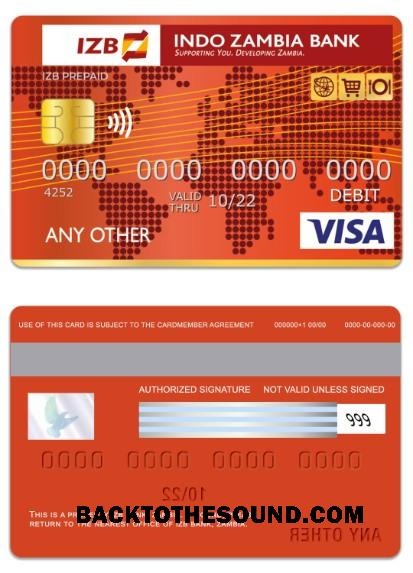 IZB INDO ZAMBIA BANK
SUPPORTING YOU. DEVELOPING ZAMBIA.
IZB PREPAID
0000 0000 0000 0000
4252
VALID THRU 10/22
DEBIT
ANY OTHER
VISA
USE OF THIS CARD IS SUBJECT TO THE CARDMEMBER AGREEMENT 000000+1 00/00 0000-00-000-00
AUTHORIZED SIGNATURE NOT VALID UNLESS SIGNED
999
0000 0000 0000 0000
10/22
THIS IS A
BACKTOTHESOUND.COM
RETURN TO THE NEAREST OFFICE OF IZB BANK, ZAMBIA.
ANY OTHER